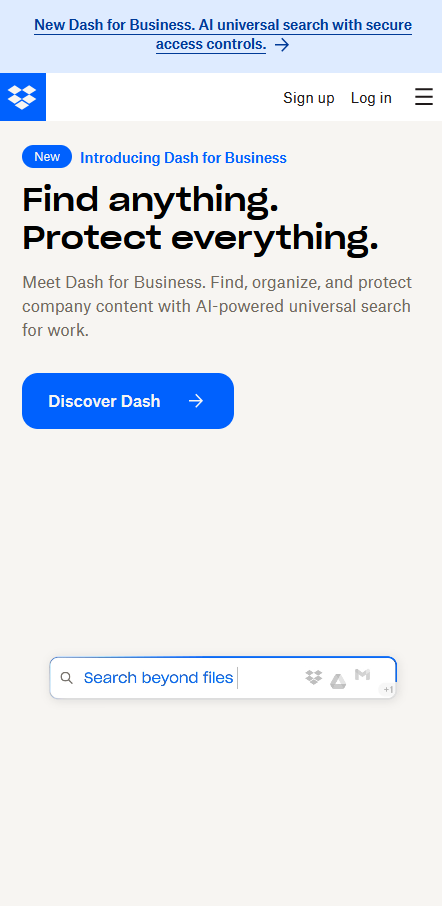 New Dash for Business. AI universal search with secure
access controls.
Sign up Log in
New Introducing Dash for Business
Find anything.
Protect everything.
Meet Dash for Business. Find, organize, and protect
company content with AI-powered universal search
for work.
Discover Dash
Search beyond files
+1